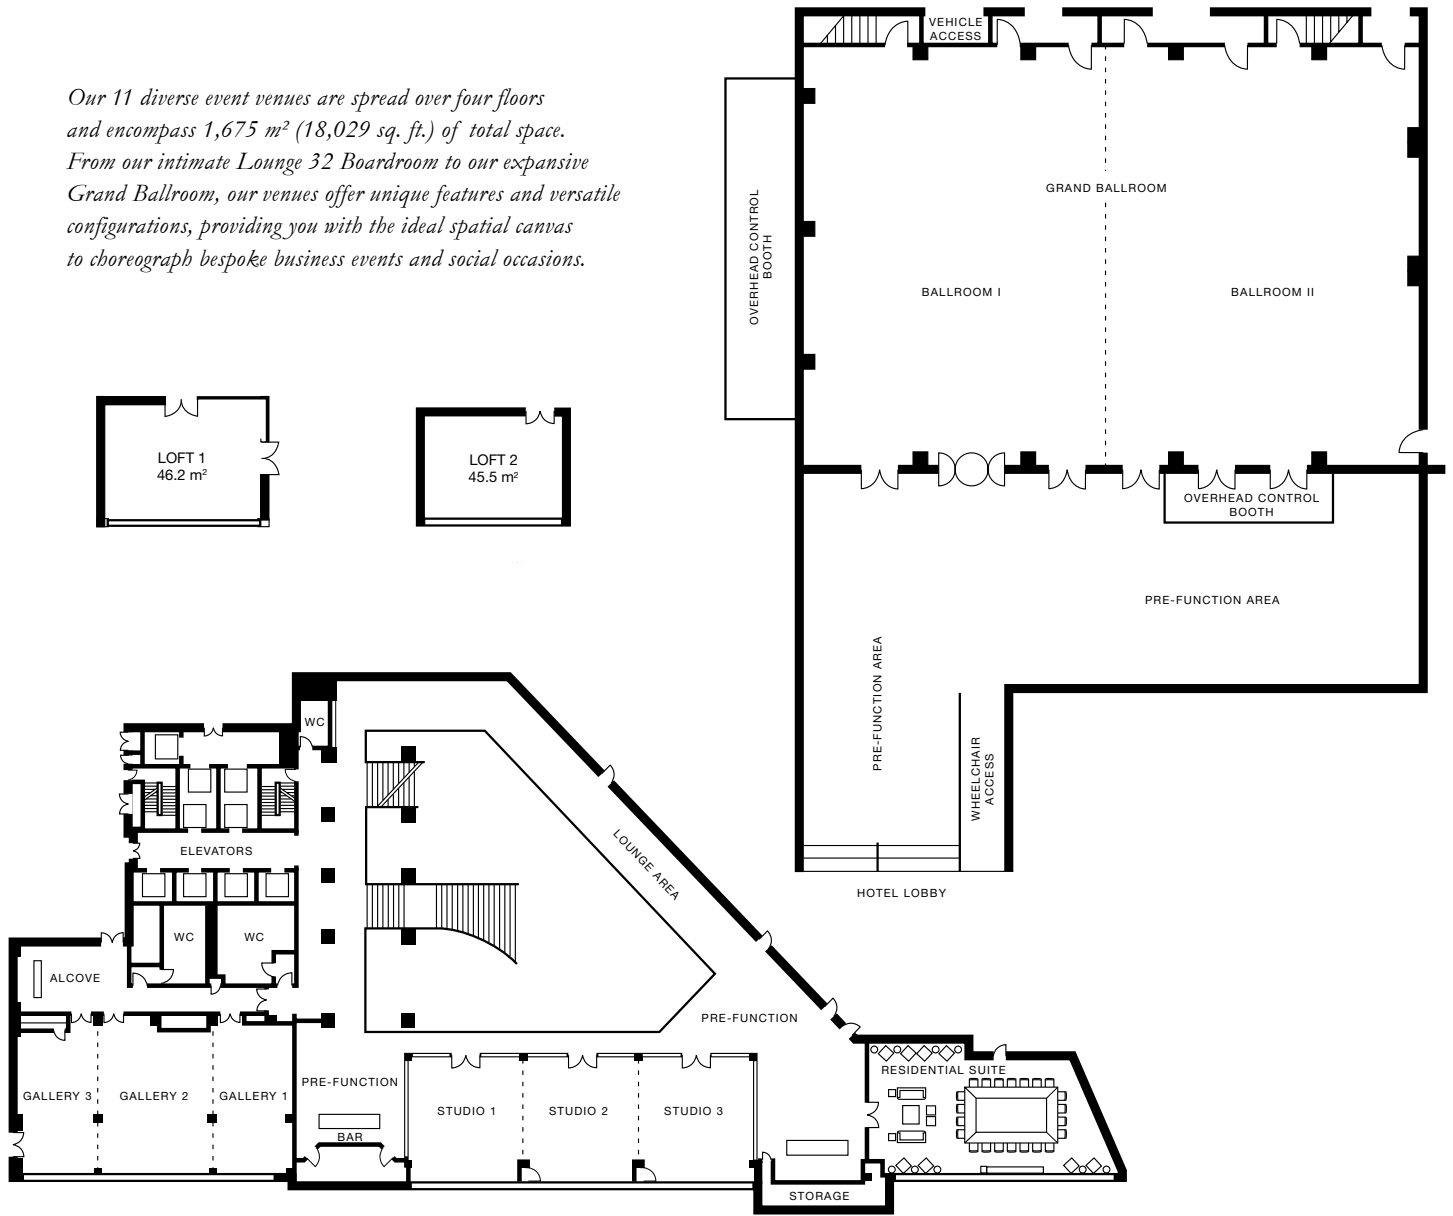 Our 11 diverse event venues are spread over four floors
and encompass 1,675 m² (18,029 sq. ft.) of total space.
From our intimate Lounge 32 Boardroom to our expansive
Grand Ballroom, our venues offer unique features and versatile
configurations, providing you with the ideal spatial canvas
to choreograph bespoke business events and social occasions.
VEHICLE
ACCESS
GRAND BALLROOM
OVERHEAD CONTROL
BOOTH
BALLROOM I
BALLROOM II
LOFT 1
46.2 m²
LOFT 2
45.5 m²
OVERHEAD CONTROL
BOOTH
PRE-FUNCTION AREA
PRE-FUNCTION AREA
WHEELCHAIR
ACCESS
HOTEL LOBBY
WC
ELEVATORS
LOUNGE AREA
WC
WC
ALCOVE
PRE-FUNCTION
RESIDENTIAL SUITE
PRE-FUNCTION
GALLERY 3
GALLERY 2
GALLERY 1
STUDIO 1
STUDIO 2
STUDIO 3
BAR
STORAGE